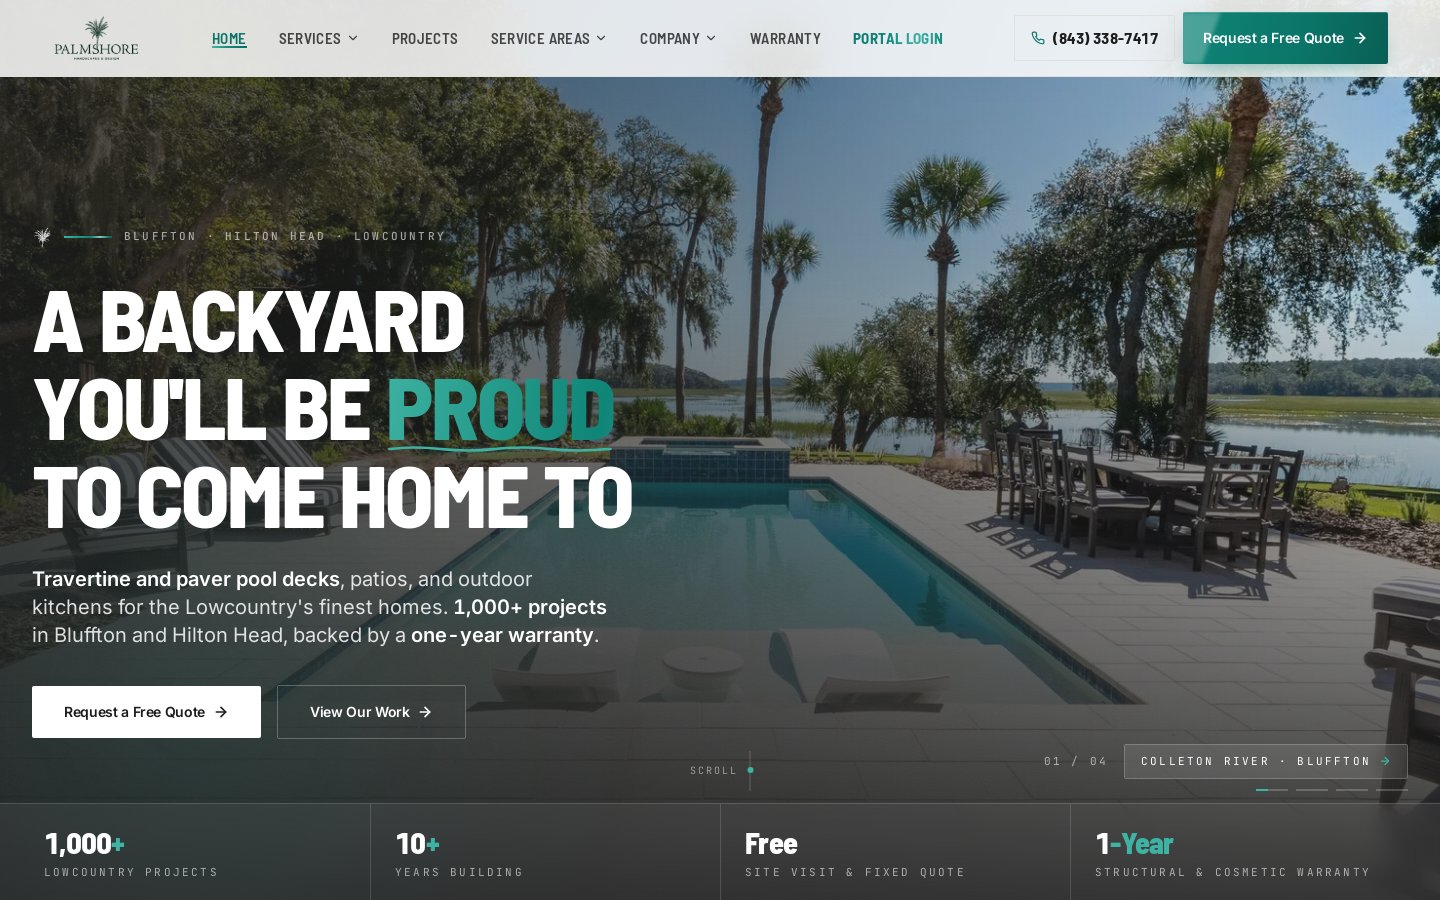 PALMSHORE
HARDSCAPES & DESIGN
HOME
SERVICES
PROJECTS
SERVICE AREAS
COMPANY
WARRANTY
PORTAL LOGIN
(843) 338-7417
Request a Free Quote
BLUFFTON · HILTON HEAD · LOWCOUNTRY
A BACKYARD
YOU'LL BE PROUD
TO COME HOME TO
Travertine and paver pool decks, patios, and outdoor
kitchens for the Lowcountry's finest homes. 1,000+ projects
in Bluffton and Hilton Head, backed by a one-year warranty.
Request a Free Quote
View Our Work
SCROLL
01 / 04
COLLETON RIVER · BLUFFTON
1,000+
LOWCOUNTRY PROJECTS
10+
YEARS BUILDING
Free
SITE VISIT & FIXED QUOTE
1-Year
STRUCTURAL & COSMETIC WARRANTY